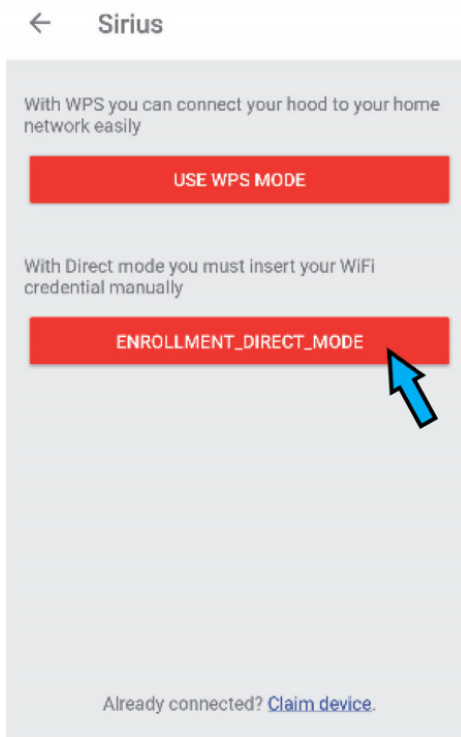 Sirius
With WPS you can connect your hood to your home
network easily
USE WPS MODE
With Direct mode you must insert your WiFi
credential manually
ENROLLMENT_DIRECT_MODE
Already connected? Claim device.